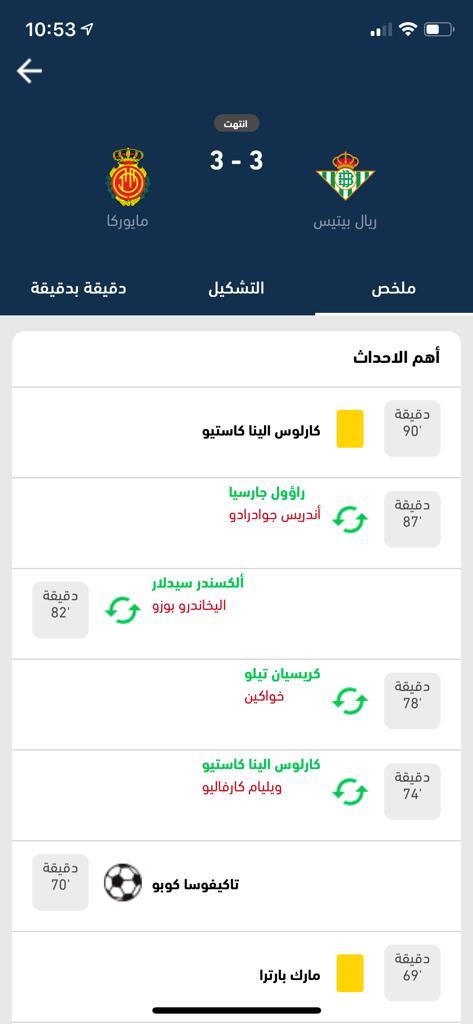 10:53
انتهت
3 - 3
ريال بيتيس
مايوركا
ملخص
التشكيل
دقيقة بدقيقة
أهم الاحداث
دقيقة
90'
كارلوس الينا كاستيو
دقيقة
87'
راؤول جارسيا
أندريس جوادرادو
ألكسندر سيدلار
اليخاندرو بوزو
دقيقة
82'
دقيقة
78'
كريسيان تيلو
خواكين
دقيقة
74'
كارلوس الينا كاستيو
ويليام كارفاليو
تاكيفوسا كوبو
دقيقة
70'
دقيقة
69'
مارك بارترا